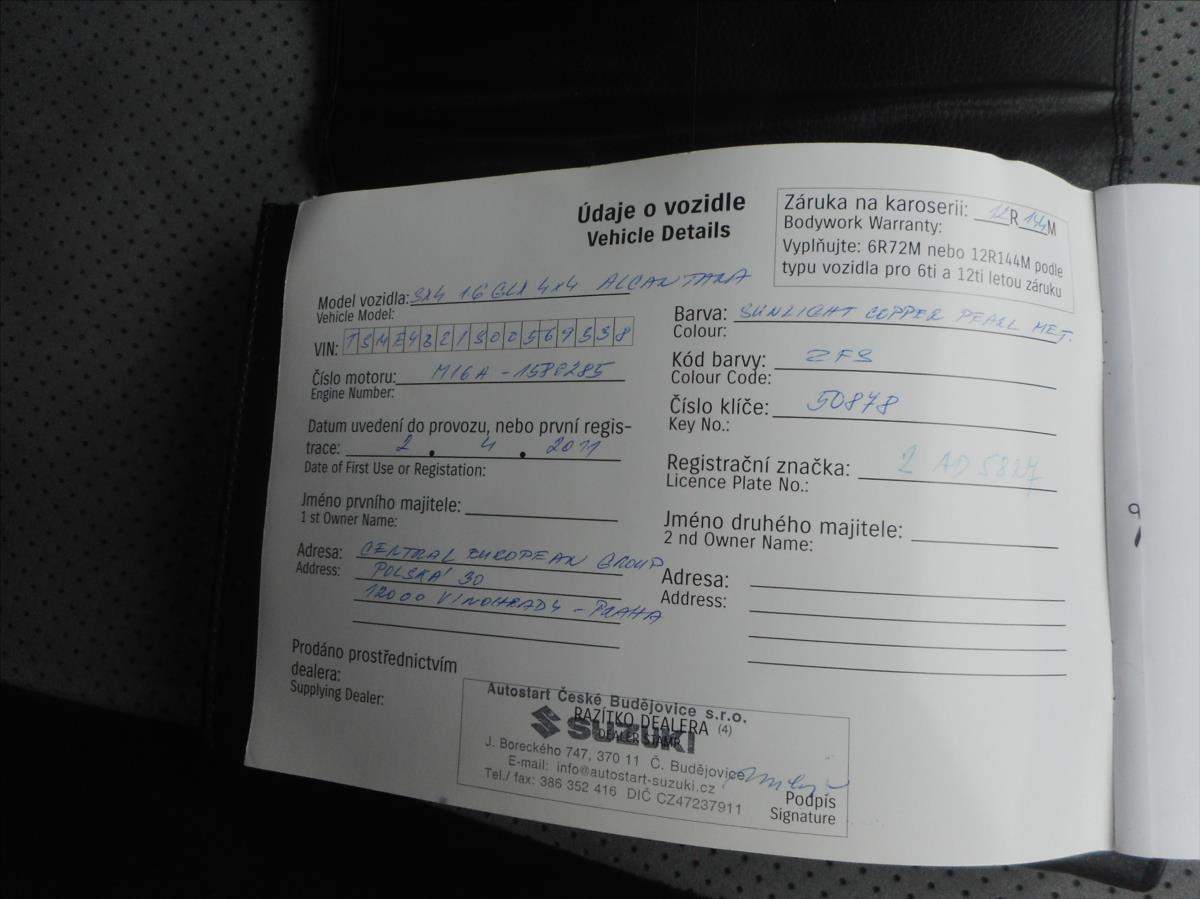 Údaje o vozidle
Vehicle Details
Záruka na karoserii: 12R 144M
Bodywork Warranty:
Vyplňujte: 6R72M nebo 12R144M podle
typu vozidla pro 6ti a 12ti letou záruku
Model vozidla: SX4 1.6 GLX 4x4 ALCANTARA
Vehicle Model:
VIN:
Číslo motoru: M16A-
Engine Number:
Datum uvedení do provozu, nebo první regis-
trace: 2. 4. 2011
Date of First Use or Registration:
Jméno prvního majitele:
1 st Owner Name:
Adresa: CENTRAL EUROPEAN GROUP
Address: POLSKÁ 30
12000 VINOHRADY - PRAHA
Barva: SUNLIGHT COPPER PEARL MET.
Colour:
Kód barvy: ZFS
Colour Code:
Číslo klíče: 50878
Key No.:
Registrační značka: 2 AD 5827
Licence Plate No.:
Jméno druhého majitele:
2 nd Owner Name:
Adresa:
Address:
Prodáno prostřednictvím
dealera:
Supplying Dealer:
Autostart České Budějovice s.r.o.
RAZÍTKO DEALERA (4)
SUZUKI
DEALER STAMP
J. Boreckého 747, 370 11 Č. Budějovice
E-mail: info@autostart-suzuki.cz
Tel./ fax: 386 352 416 DIČ CZ47237911
Podpis
Signature